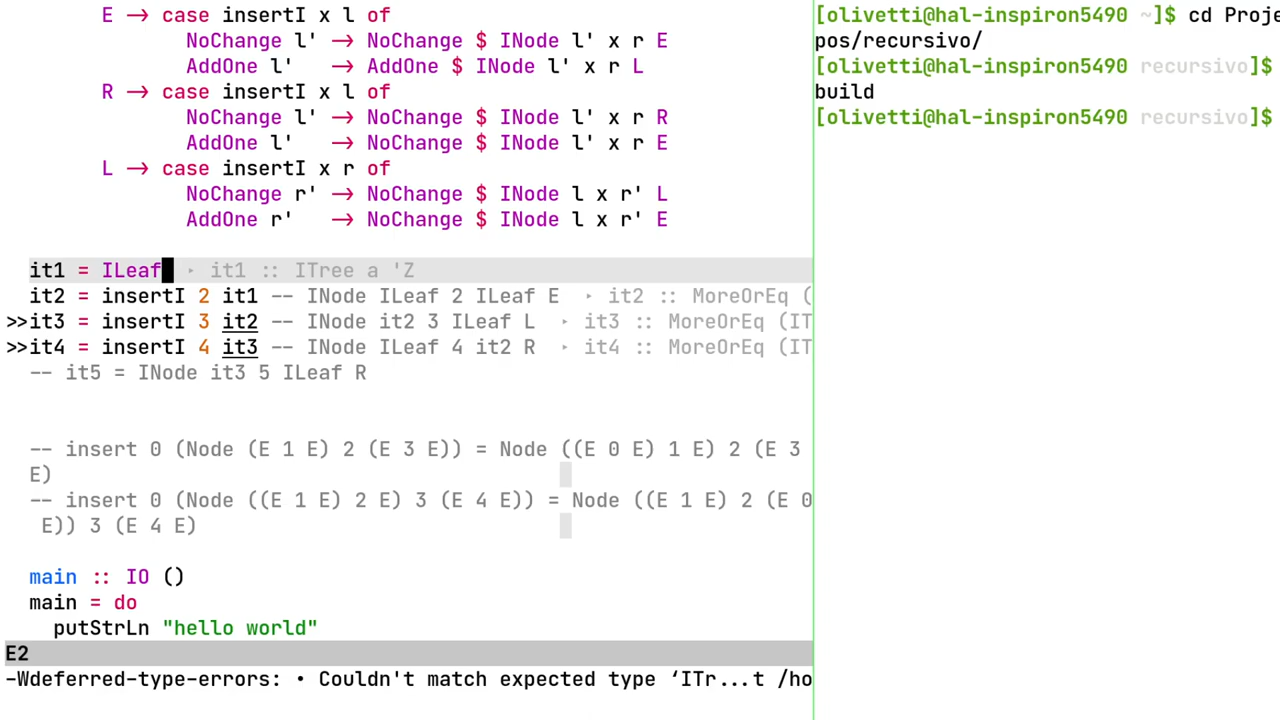 E -> case insertI x l of
NoChange l' -> NoChange $ INode l' x r E
AddOne l' -> AddOne $ INode l' x r L
R -> case insertI x l of
NoChange l' -> NoChange $ INode l' x r R
AddOne l' -> NoChange $ INode l' x r E
L -> case insertI x r of
NoChange r' -> NoChange $ INode l x r' L
AddOne r' -> NoChange $ INode l x r' E
it1 = ILeaf ‣ it1 :: ITree a 'Z
it2 = insertI 2 it1 -- INode ILeaf 2 ILeaf E ‣ it2 :: MoreOrEq (
>>it3 = insertI 3 it2 -- INode it2 3 ILeaf L ‣ it3 :: MoreOrEq (IT
>>it4 = insertI 4 it3 -- INode ILeaf 4 it2 R ‣ it4 :: MoreOrEq (IT
-- it5 = INode it3 5 ILeaf R
-- insert 0 (Node (E 1 E) 2 (E 3 E)) = Node ((E 0 E) 1 E) 2 (E 3
E)
-- insert 0 (Node ((E 1 E) 2 E) 3 (E 4 E)) = Node ((E 1 E) 2 (E 0
E)) 3 (E 4 E)
main :: IO ()
main = do
putStrLn "hello world"
E2
-Wdeferred-type-errors: • Couldn't match expected type ‘ITr...t /ho
[olivetti@hal-inspiron5490 ~]$ cd Proje
pos/recursivo/
[olivetti@hal-inspiron5490 recursivo]$
build
[olivetti@hal-inspiron5490 recursivo]$